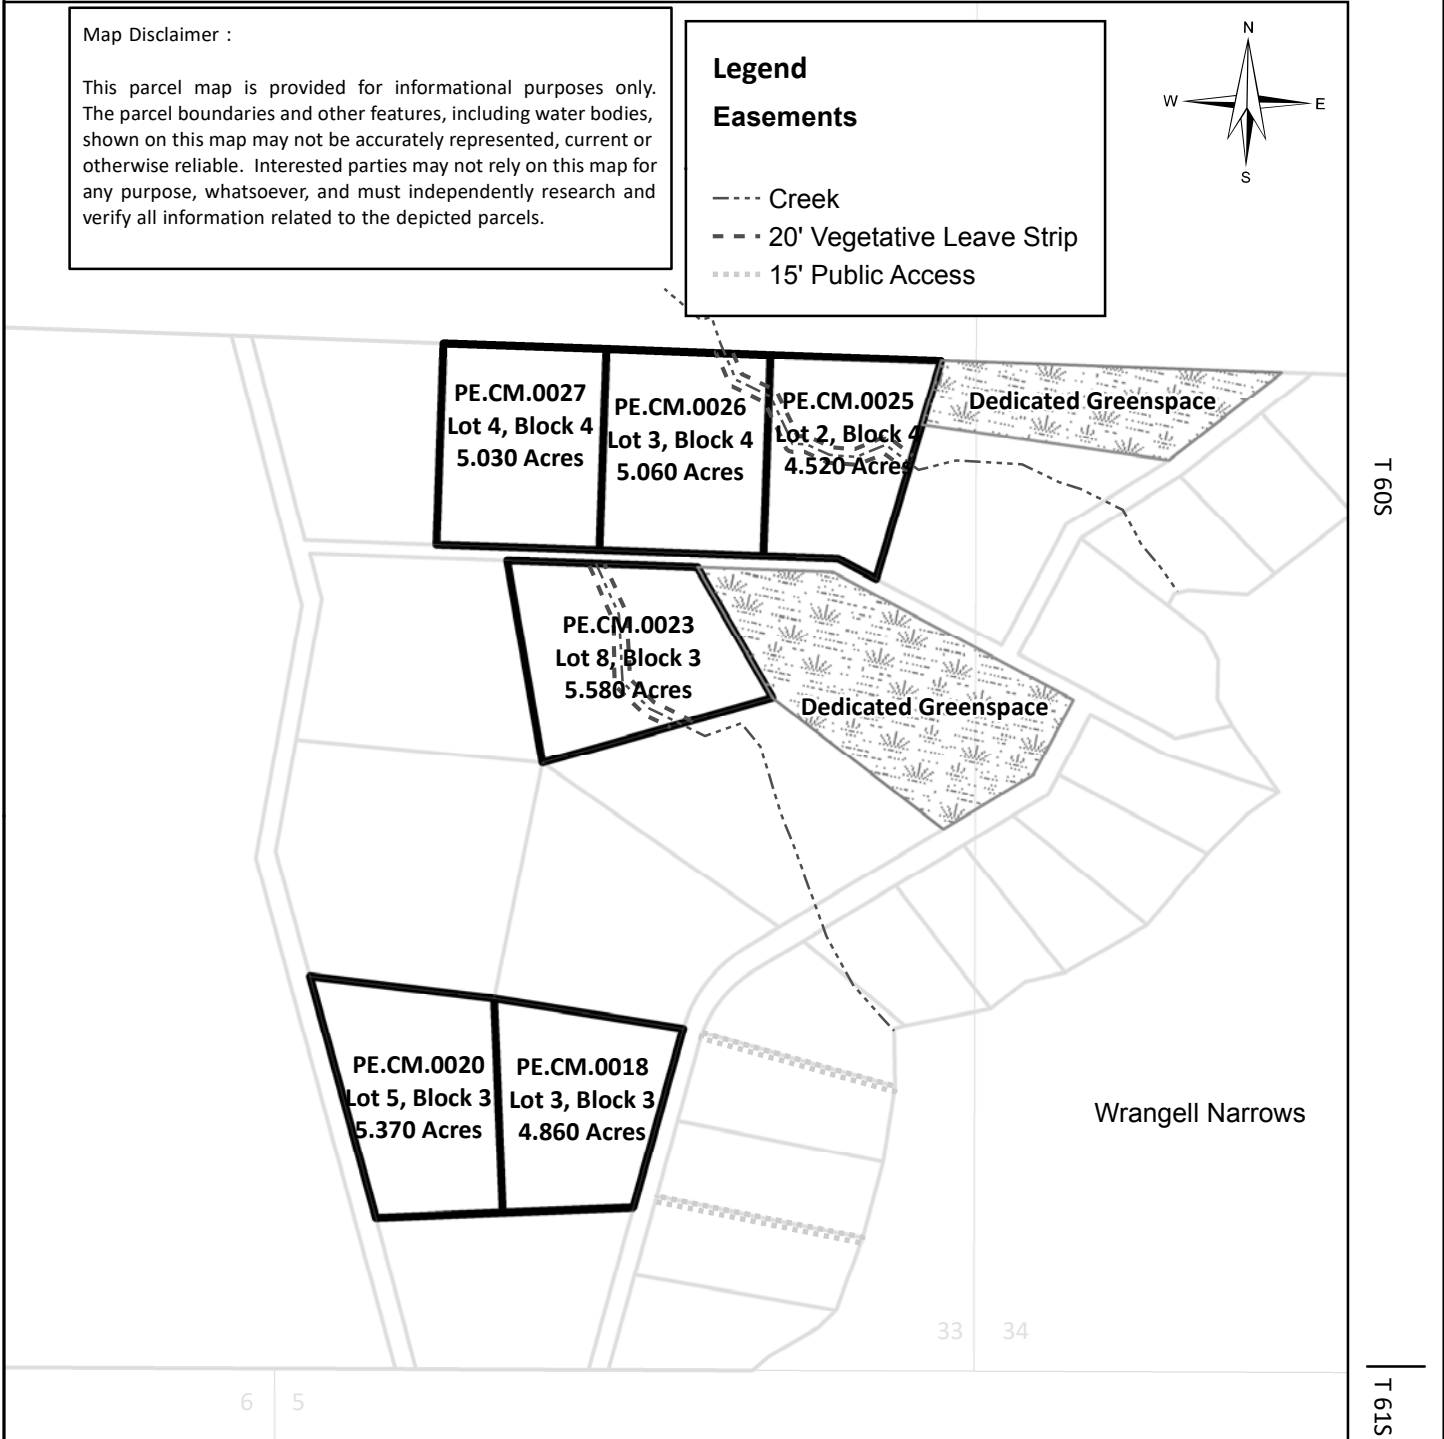 Map Disclaimer :
This parcel map is provided for informational purposes only.
The parcel boundaries and other features, including water bodies,
shown on this map may not be accurately represented, current or
otherwise reliable. Interested parties may not rely on this map for
any purpose, whatsoever, and must independently research and
verify all information related to the depicted parcels.
Legend
Easements
Creek
20' Vegetative Leave Strip
15' Public Access
N
W
E
S
PE.CM.0027
Lot 4, Block 4
5.030 Acres
PE.CM.0026
Lot 3, Block 4
5.060 Acres
PE.CM.0025
Lot 2, Block 4
4.520 Acres
Dedicated Greenspace
T 60S
PE.CM.0023
Lot 8, Block 3
5.580 Acres
Dedicated Greenspace
PE.CM.0020
Lot 5, Block 3
5.370 Acres
PE.CM.0018
Lot 3, Block 3
4.860 Acres
Wrangell Narrows
33 34
6 5
T 61S